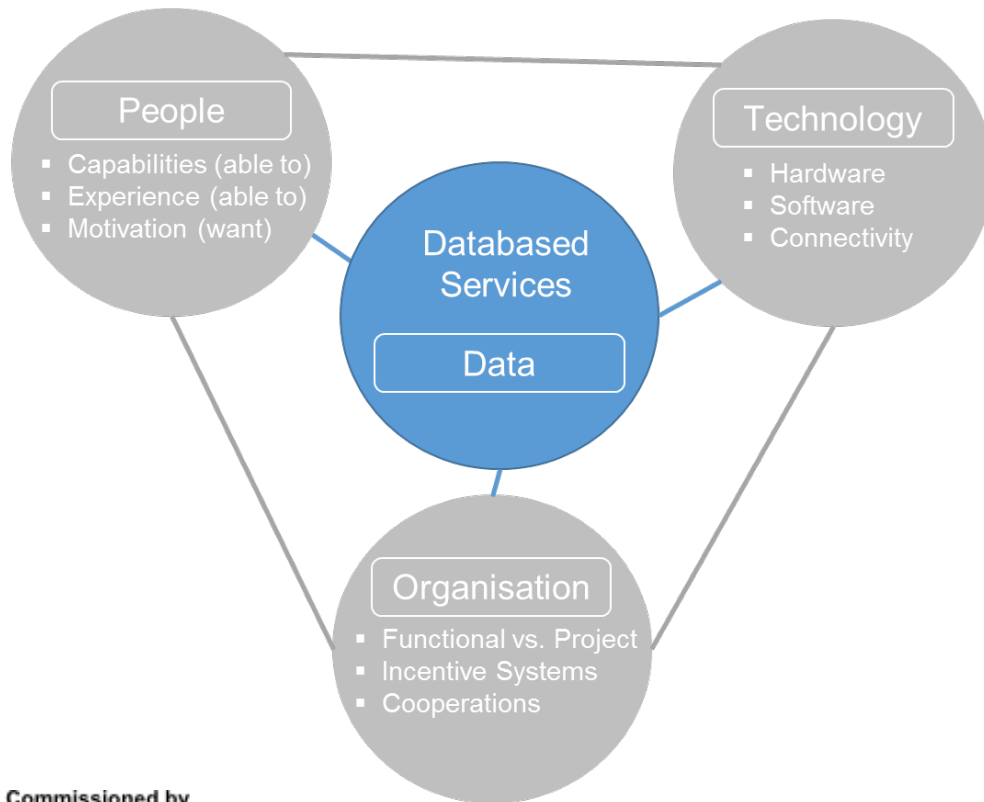 People
▪ Capabilities (able to)
▪ Experience (able to)
▪ Motivation (want)
Technology
▪ Hardware
▪ Software
▪ Connectivity
Databased
Services
Data
Organisation
▪ Functional vs. Project
▪ Incentive Systems
▪ Cooperations
Commissioned by